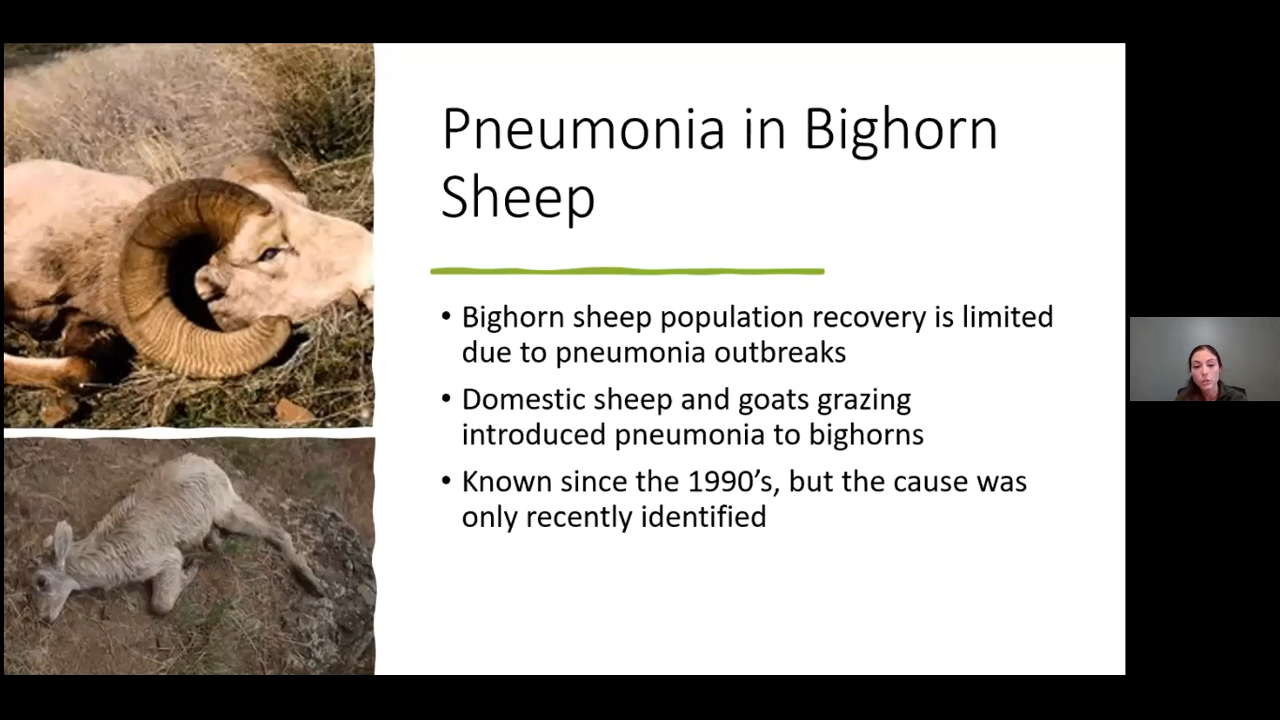 Pneumonia in Bighorn
Sheep
• Bighorn sheep population recovery is limited
due to pneumonia outbreaks
• Domestic sheep and goats grazing
introduced pneumonia to bighorns
• Known since the 1990’s, but the cause was
only recently identified